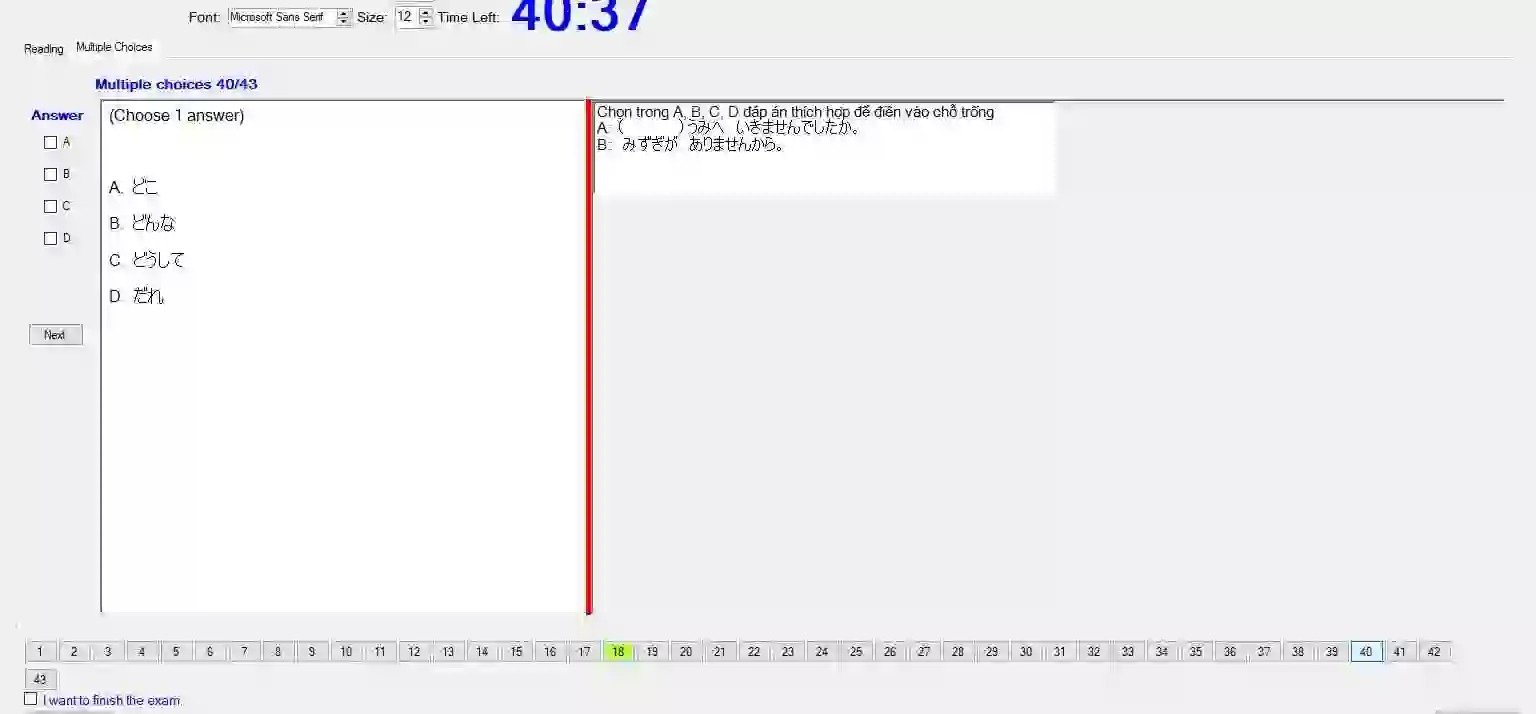 Font: Microsoft Sans Serif Size: 12 Time Left: 40:37
Reading Multiple Choices
Multiple choices 40/43
Answer
A
B
C
D
Next
(Choose 1 answer)
A. どこ
B. どんな
C. どうして
D. だれ
Chọn trong A, B, C, D đáp án thích hợp để điền vào chỗ trống
A: ( )うみへ いきませんでしたか。
B: みずぎが ありませんから。
1 2 3 4 5 6 7 8 9 10 11 12 13 14 15 16 17 18 19 20 21 22 23 24 25 26 27 28 29 30 31 32 33 34 35 36 37 38 39 40 41 42
43
I want to finish the exam.